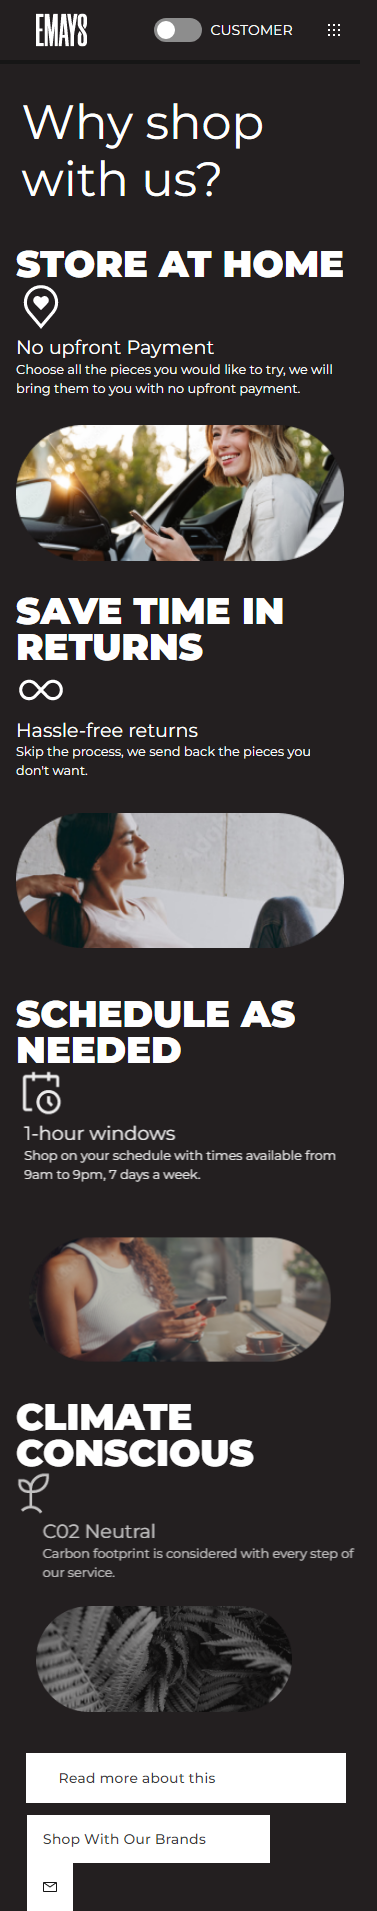 EMAYS
CUSTOMER
Why shop
with us?
STORE AT HOME
No upfront Payment
Choose all the pieces you would like to try, we will
bring them to you with no upfront payment.
SAVE TIME IN
RETURNS
Hassle-free returns
Skip the process, we send back the pieces you
don't want.
SCHEDULE AS
NEEDED
1-hour windows
Shop on your schedule with times available from
9am to 9pm, 7 days a week.
CLIMATE
CONSCIOUS
C02 Neutral
Carbon footprint is considered with every step of
our service.
Read more about this
Shop With Our Brands